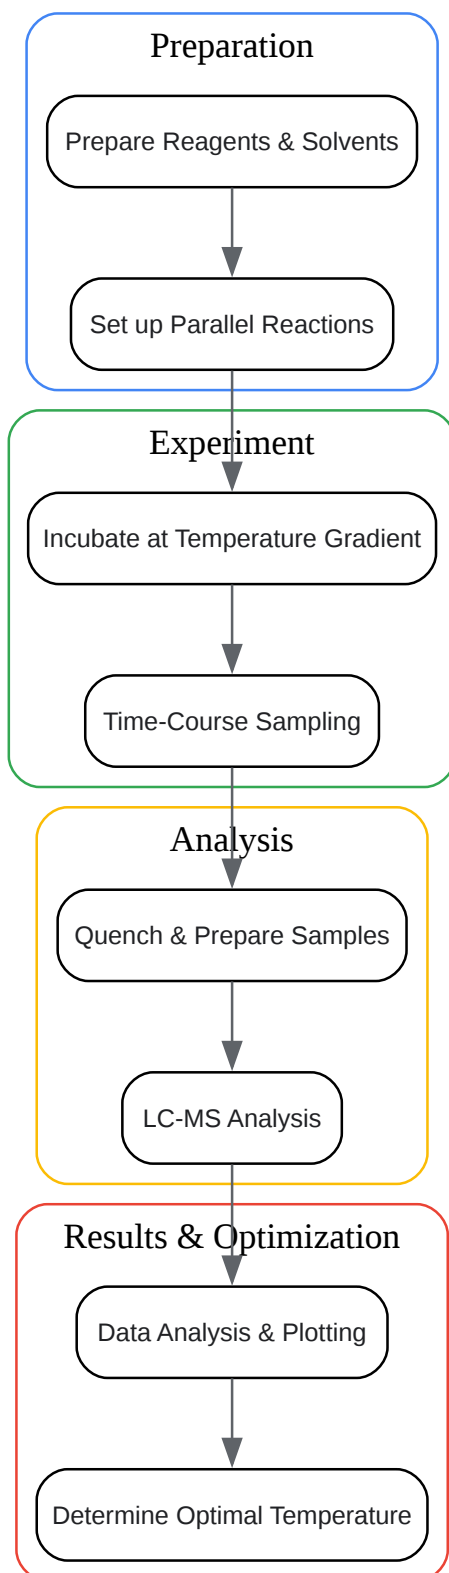 Preparation
Prepare Reagents & Solvents
Set up Parallel Reactions
Experiment
Incubate at Temperature Gradient
Time-Course Sampling
Analysis
Quench & Prepare Samples
LC-MS Analysis
Results & Optimization
Data Analysis & Plotting
Determine Optimal Temperature